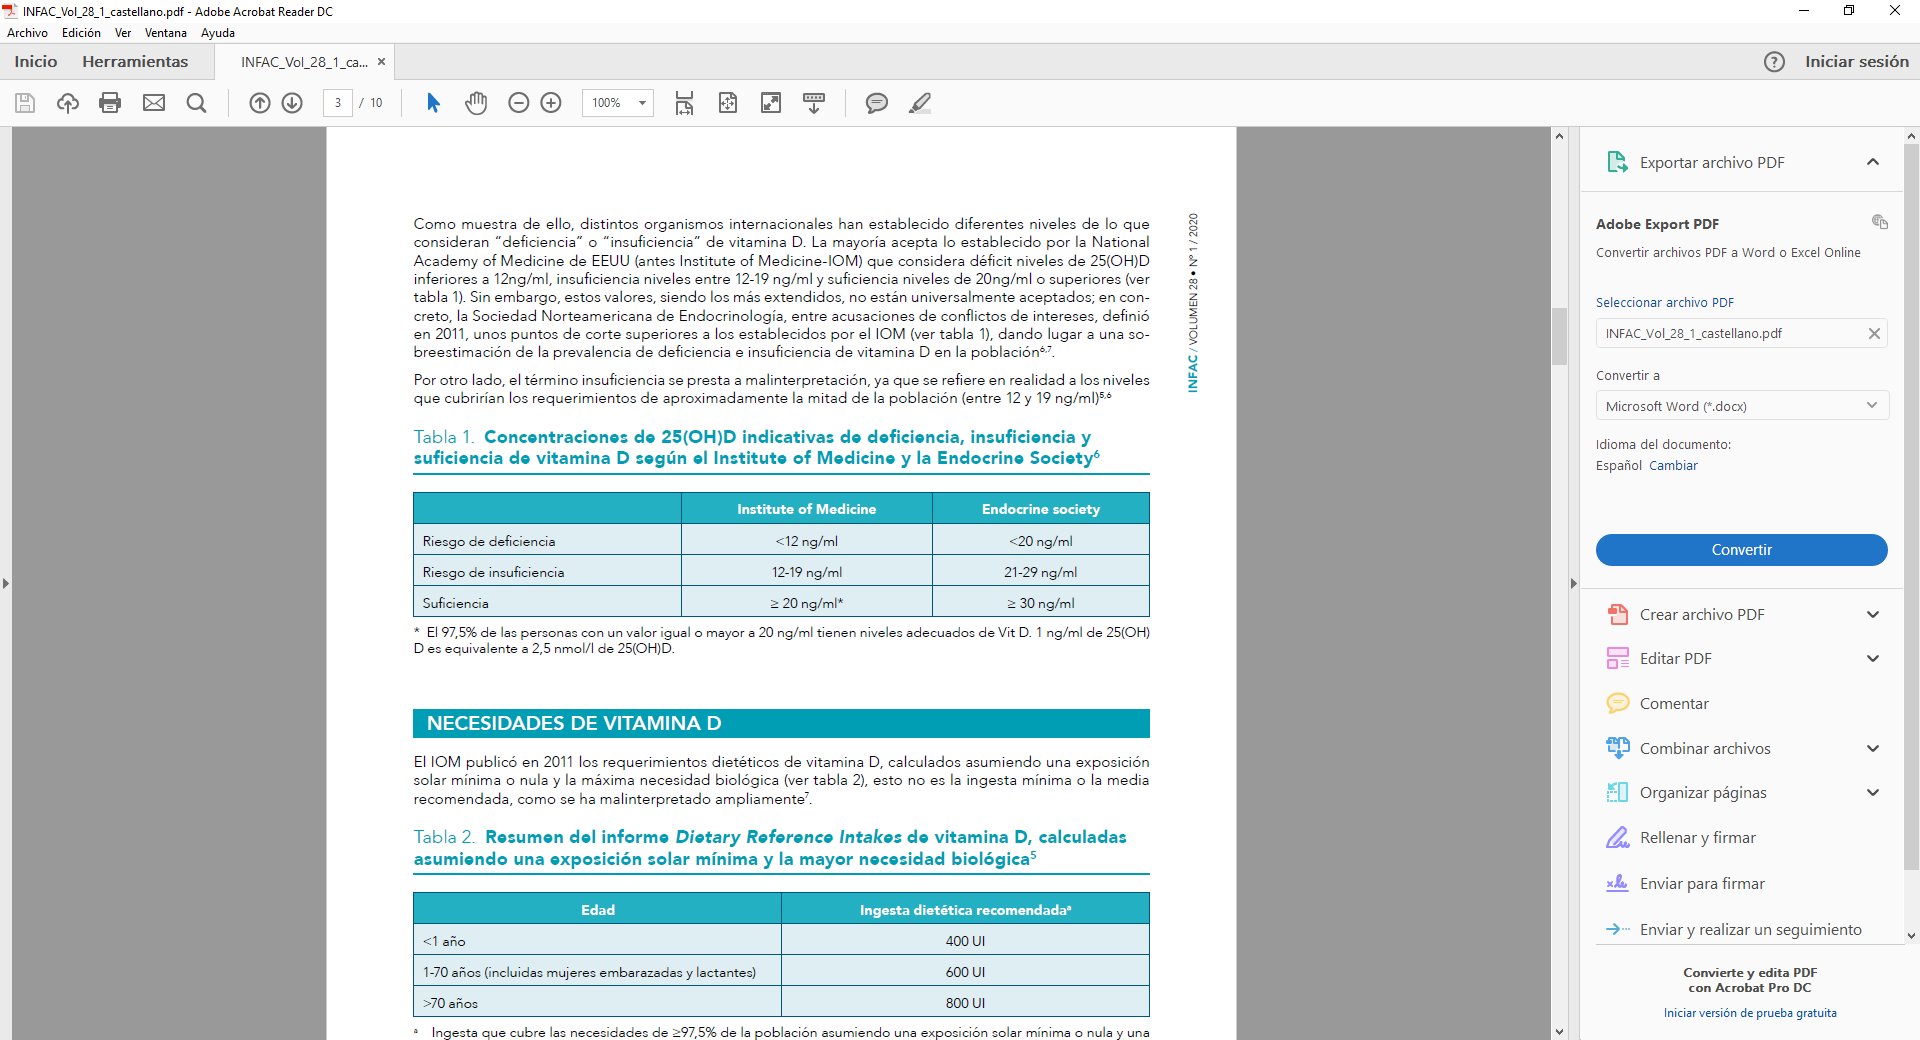 INFAC_Vol_28_1_castellano.pdf - Adobe Acrobat Reader DC
Archivo Edición Ver Ventana Ayuda
Inicio Herramientas INFAC_Vol_28_1_ca... Iniciar sesión
3 / 10 100%
Como muestra de ello, distintos organismos internacionales han establecido diferentes niveles de lo que
consideran “deficiencia” o “insuficiencia” de vitamina D. La mayoría acepta lo establecido por la National
Academy of Medicine de EEUU (antes Institute of Medicine-IOM) que considera déficit niveles de 25(OH)D
inferiores a 12ng/ml, insuficiencia niveles entre 12-19 ng/ml y suficiencia niveles de 20ng/ml o superiores (ver
tabla 1). Sin embargo, estos valores, siendo los más extendidos, no están universalmente aceptados; en con-
creto, la Sociedad Norteamericana de Endocrinología, entre acusaciones de conflictos de intereses, definió
en 2011, unos puntos de corte superiores a los establecidos por el IOM (ver tabla 1), dando lugar a una so-
breestimación de la prevalencia de deficiencia e insuficiencia de vitamina D en la población6,7.
Por otro lado, el término insuficiencia se presta a malinterpretación, ya que se refiere en realidad a los niveles
que cubrirían los requerimientos de aproximadamente la mitad de la población (entre 12 y 19 ng/ml)5,6
INFAC / VOLUMEN 28 • Nº 1 / 2020
Tabla 1. Concentraciones de 25(OH)D indicativas de deficiencia, insuficiencia y
suficiencia de vitamina D según el Institute of Medicine y la Endocrine Society6
Institute of Medicine Endocrine society
Riesgo de deficiencia <12 ng/ml <20 ng/ml
Riesgo de insuficiencia 12-19 ng/ml 21-29 ng/ml
Suficiencia ≥ 20 ng/ml* ≥ 30 ng/ml
* El 97,5% de las personas con un valor igual o mayor a 20 ng/ml tienen niveles adecuados de Vit D. 1 ng/ml de 25(OH)
D es equivalente a 2,5 nmol/l de 25(OH)D.
NECESIDADES DE VITAMINA D
El IOM publicó en 2011 los requerimientos dietéticos de vitamina D, calculados asumiendo una exposición
solar mínima o nula y la máxima necesidad biológica (ver tabla 2), esto no es la ingesta mínima o la media
recomendada, como se ha malinterpretado ampliamente7.
Tabla 2. Resumen del informe Dietary Reference Intakes de vitamina D, calculadas
asumiendo una exposición solar mínima y la mayor necesidad biológica5
Edad Ingesta dietética recomendadaa
<1 año 400 UI
1-70 años (incluidas mujeres embarazadas y lactantes) 600 UI
>70 años 800 UI
a Ingesta que cubre las necesidades de ≥97,5% de la población asumiendo una exposición solar mínima o nula y una
Exportar archivo PDF
Adobe Export PDF
Convertir archivos PDF a Word o Excel Online
Seleccionar archivo PDF
INFAC_Vol_28_1_castellano.pdf
Convertir a
Microsoft Word (*.docx)
Idioma del documento:
Español Cambiar
Convertir
Crear archivo PDF
Editar PDF
Comentar
Combinar archivos
Organizar páginas
Rellenar y firmar
Enviar para firmar
Enviar y realizar un seguimiento
Convierte y edita PDF
con Acrobat Pro DC
Iniciar versión de prueba gratuita